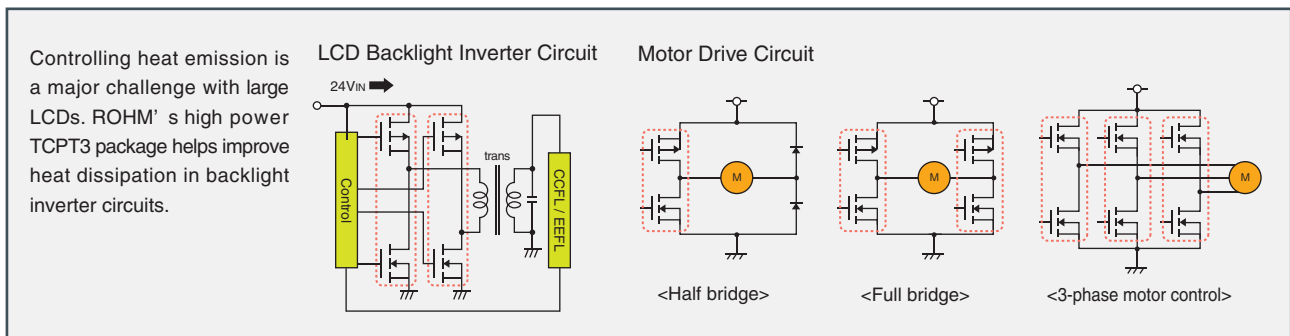 Controlling heat emission is
a major challenge with large
LCDs. ROHM’ s high power
TCPT3 package helps improve
heat dissipation in backlight
inverter circuits.
LCD Backlight Inverter Circuit
24VIN
Control
trans
CCFL / EEFL
Motor Drive Circuit
M
<Half bridge>
M
<Full bridge>
M
<3-phase motor control>